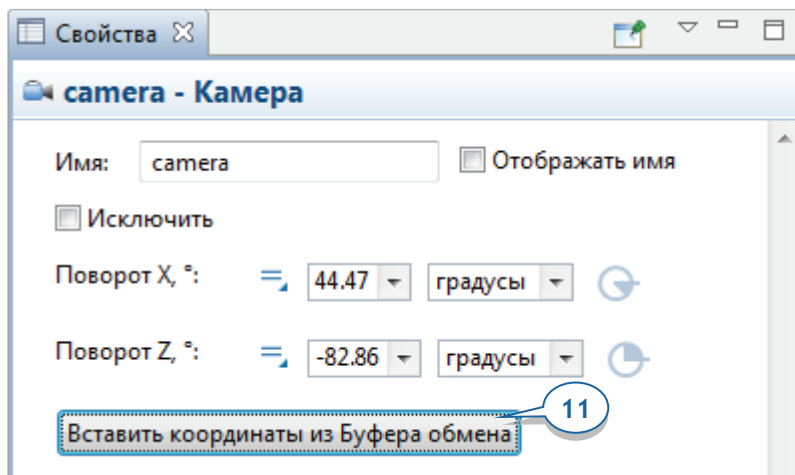 Свойства
camera - Камера
Имя: camera Отображать имя
Исключить
Поворот X, °: 44.47 градусы
Поворот Z, °: -82.86 градусы
11
Вставить координаты из Буфера обмена